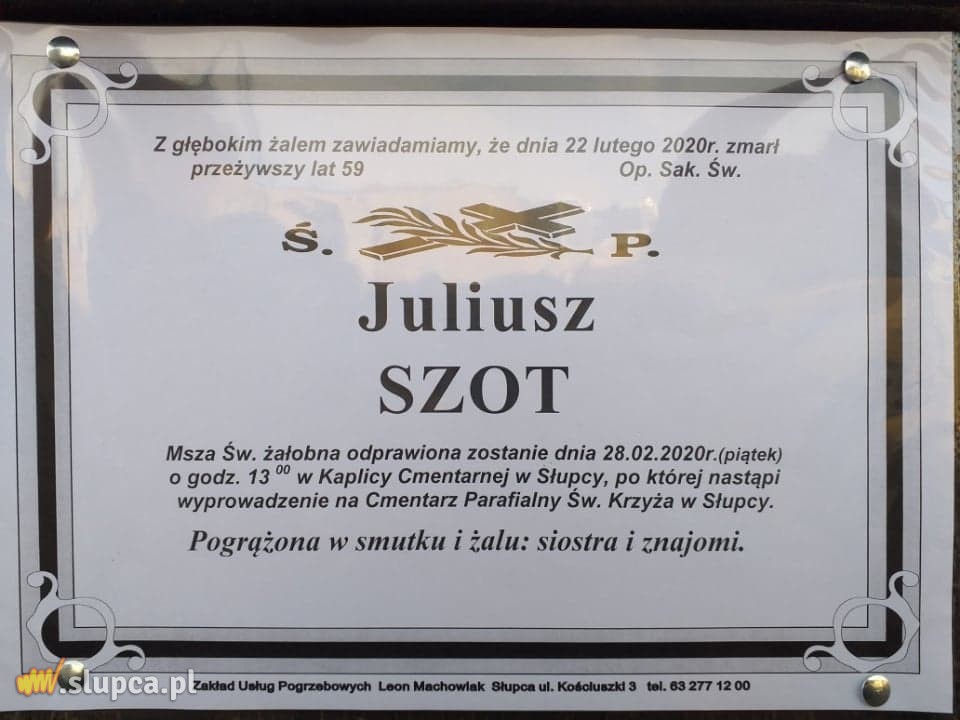 Z głębokim żalem zawiadamiamy, że dnia 22 lutego 2020r. zmarł
przeżywszy lat 59 Op. Sak. Św.
Ś. P.
Juliusz
SZOT
Msza Św. żałobna odprawiona zostanie dnia 28.02.2020r.(piątek)
o godz. 13 00 w Kaplicy Cmentarnej w Słupcy, po której nastąpi
wyprowadzenie na Cmentarz Parafialny Św. Krzyża w Słupcy.
Pogrążona w smutku i żalu: siostra i znajomi.
Zakład Usług Pogrzebowych Leon Machowiak Słupca ul. Kościuszki 3 tel. 63 277 12 00
.slupca.pl